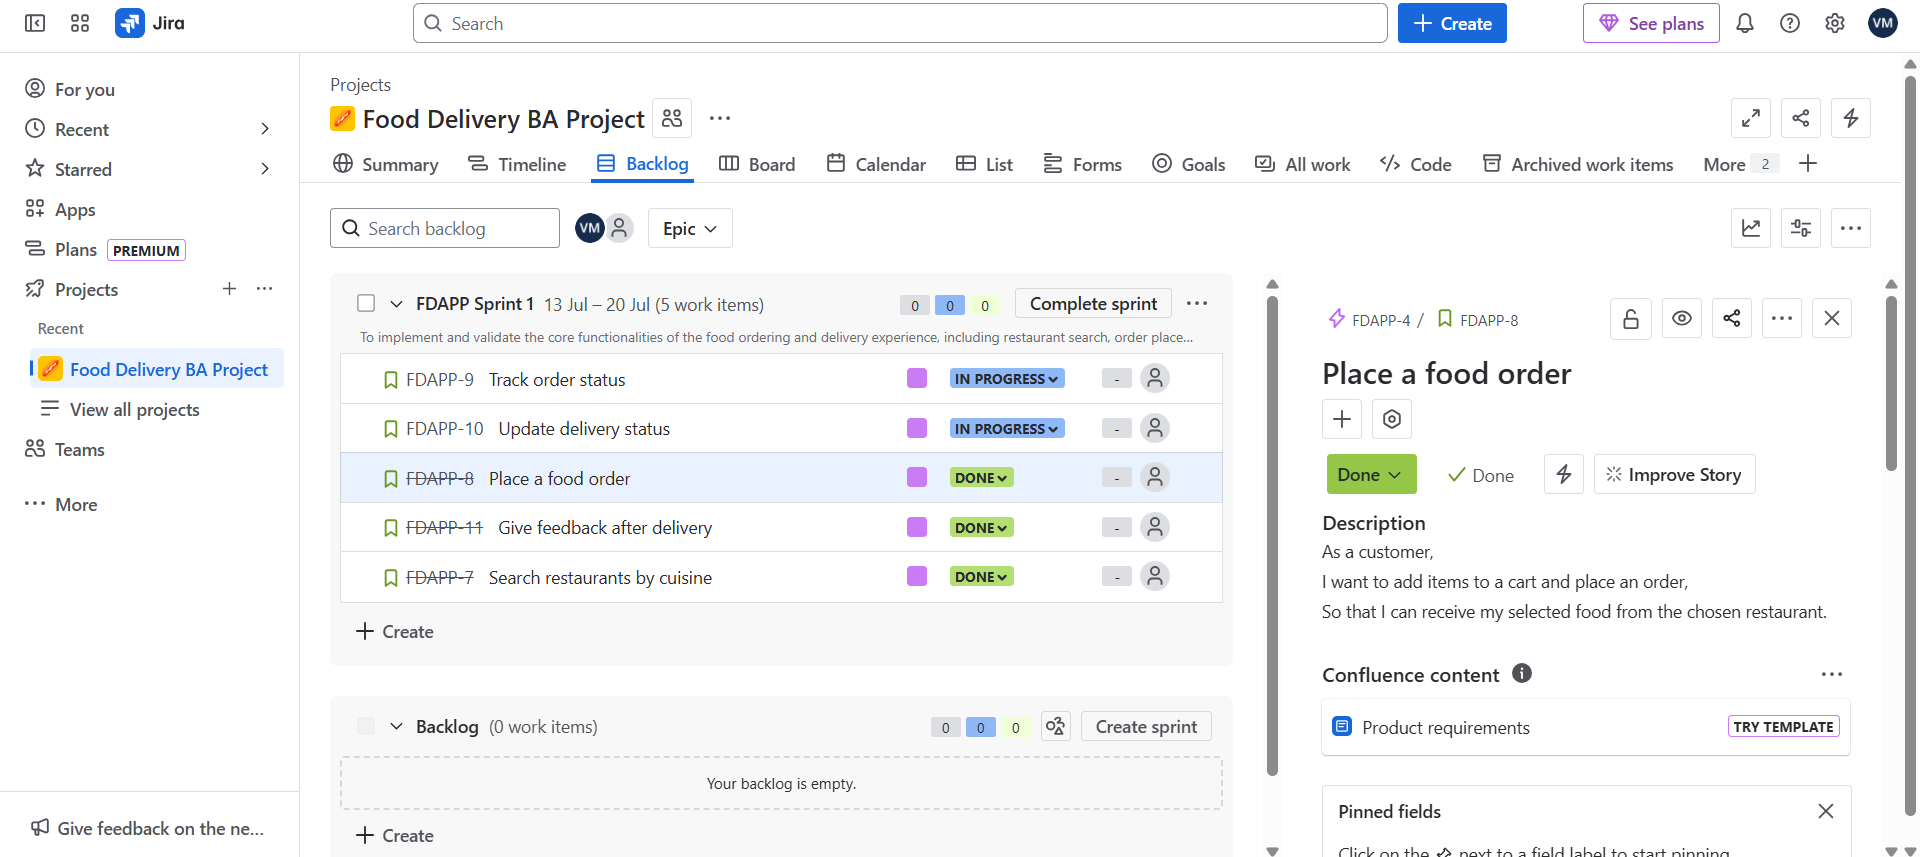 Jira
Search
Create
See plans
VM
For you
Recent
Starred
Apps
Plans PREMIUM
Projects
Recent
Food Delivery BA Project
View all projects
Teams
More
Give feedback on the ne...
Projects
Food Delivery BA Project
Summary Timeline Backlog Board Calendar List Forms Goals All work Code Archived work items More 2
Search backlog
VM
Epic
FDAPP Sprint 1 13 Jul – 20 Jul (5 work items) 0 0 0 Complete sprint
To implement and validate the core functionalities of the food ordering and delivery experience, including restaurant search, order place...
FDAPP-9 Track order status IN PROGRESS -
FDAPP-10 Update delivery status IN PROGRESS -
FDAPP-8 Place a food order DONE -
FDAPP-11 Give feedback after delivery DONE -
FDAPP-7 Search restaurants by cuisine DONE -
Create
Backlog (0 work items) 0 0 0 Create sprint
Your backlog is empty.
Create
FDAPP-4 / FDAPP-8
Place a food order
Done Done Improve Story
Description
As a customer,
I want to add items to a cart and place an order,
So that I can receive my selected food from the chosen restaurant.
Confluence content
Product requirements TRY TEMPLATE
Pinned fields
Click on the next to a field label to start pinning